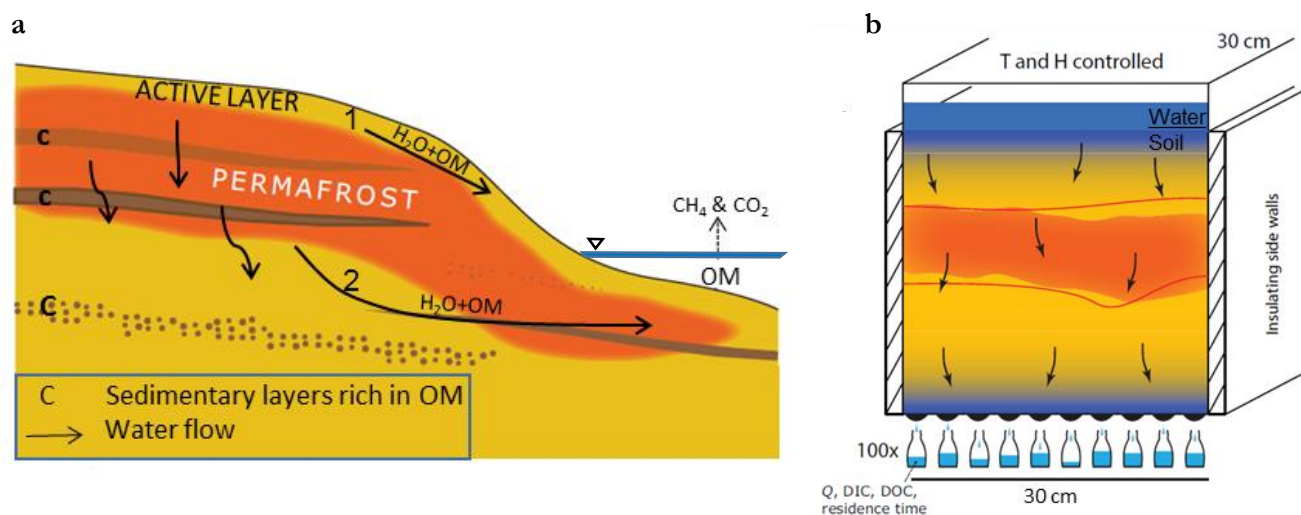 a
ACTIVE LAYER
1
H₂O+OM
c
PERMAFROST
c
CH₄ & CO₂
OM
2
H₂O+OM
C
C Sedimentary layers rich in OM
Water flow
b
30 cm
T and H controlled
Water
Soil
Insulating side walls
100x
Q, DIC, DOC,
residence time
30 cm